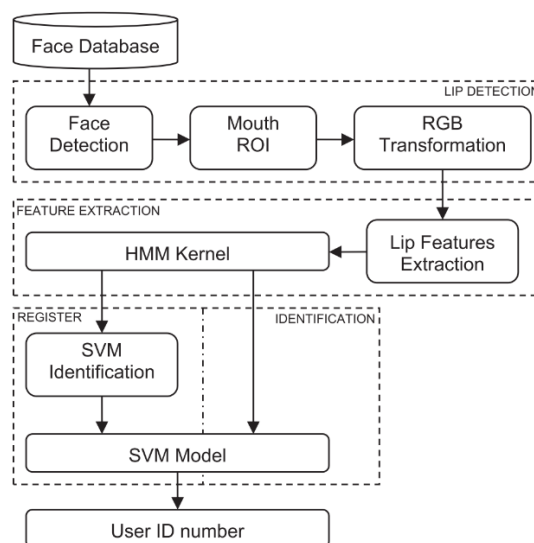 Face Database
LIP DETECTION
Face
Detection
Mouth
ROI
RGB
Transformation
FEATURE EXTRACTION
HMM Kernel
Lip Features
Extraction
REGISTER
IDENTIFICATION
SVM
Identification
SVM Model
User ID number